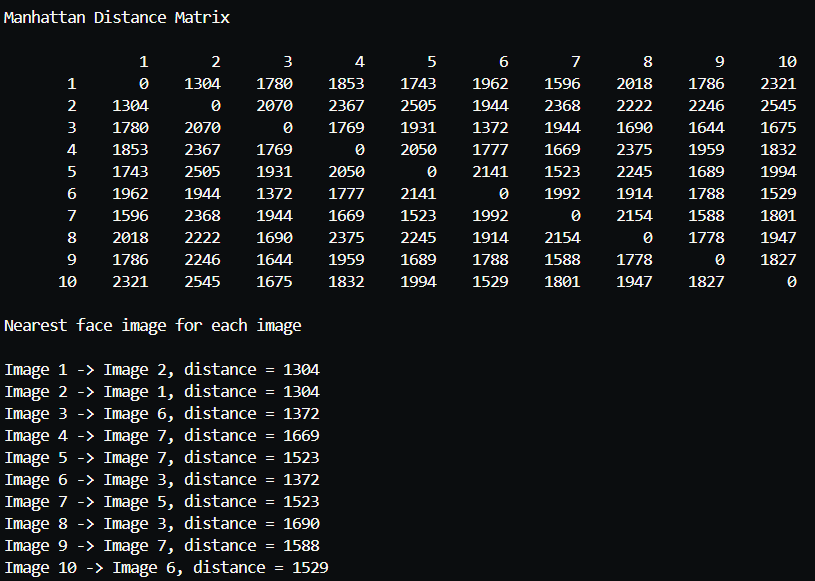 Manhattan Distance Matrix
1 2 3 4 5 6 7 8 9 10
1 0 1304 1780 1853 1743 1962 1596 2018 1786 2321
2 1304 0 2070 2367 2505 1944 2368 2222 2246 2545
3 1780 2070 0 1769 1931 1372 1944 1690 1644 1675
4 1853 2367 1769 0 2050 1777 1669 2375 1959 1832
5 1743 2505 1931 2050 0 2141 1523 2245 1689 1994
6 1962 1944 1372 1777 2141 0 1992 1914 1788 1529
7 1596 2368 1944 1669 1523 1992 0 2154 1588 1801
8 2018 2222 1690 2375 2245 1914 2154 0 1778 1947
9 1786 2246 1644 1959 1689 1788 1588 1778 0 1827
10 2321 2545 1675 1832 1994 1529 1801 1947 1827 0
Nearest face image for each image
Image 1 -> Image 2, distance = 1304
Image 2 -> Image 1, distance = 1304
Image 3 -> Image 6, distance = 1372
Image 4 -> Image 7, distance = 1669
Image 5 -> Image 7, distance = 1523
Image 6 -> Image 3, distance = 1372
Image 7 -> Image 5, distance = 1523
Image 8 -> Image 3, distance = 1690
Image 9 -> Image 7, distance = 1588
Image 10 -> Image 6, distance = 1529